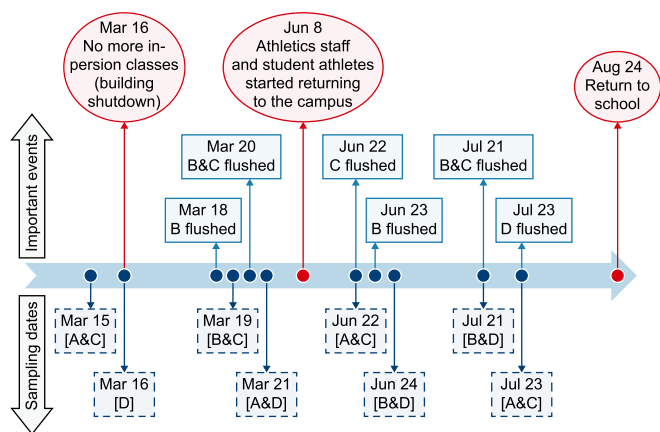 Mar 16
No more in-
persion classes
(building
shutdown)
Jun 8
Athletics staff
and student athletes
started returning
to the campus
Aug 24
Return to
school
Important events
Mar 20
B&C flushed
Jun 22
C flushed
Jul 21
B&C flushed
Mar 18
B flushed
Jun 23
B flushed
Jul 23
D flushed
Sampling dates
Mar 15
[A&C]
Mar 19
[B&C]
Jun 22
[A&C]
Jul 21
[B&D]
Mar 16
[D]
Mar 21
[A&D]
Jun 24
[B&D]
Jul 23
[A&C]